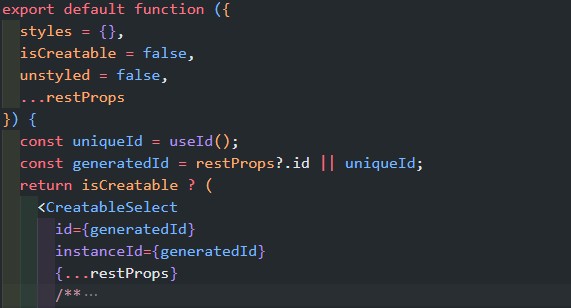 export default function ({
styles = {},
isCreatable = false,
unstyled = false,
...restProps
}) {
const uniqueId = useId();
const generatedId = restProps?.id || uniqueId;
return isCreatable ? (
<CreatableSelect
id={generatedId}
instanceId={generatedId}
{...restProps}
/** ···